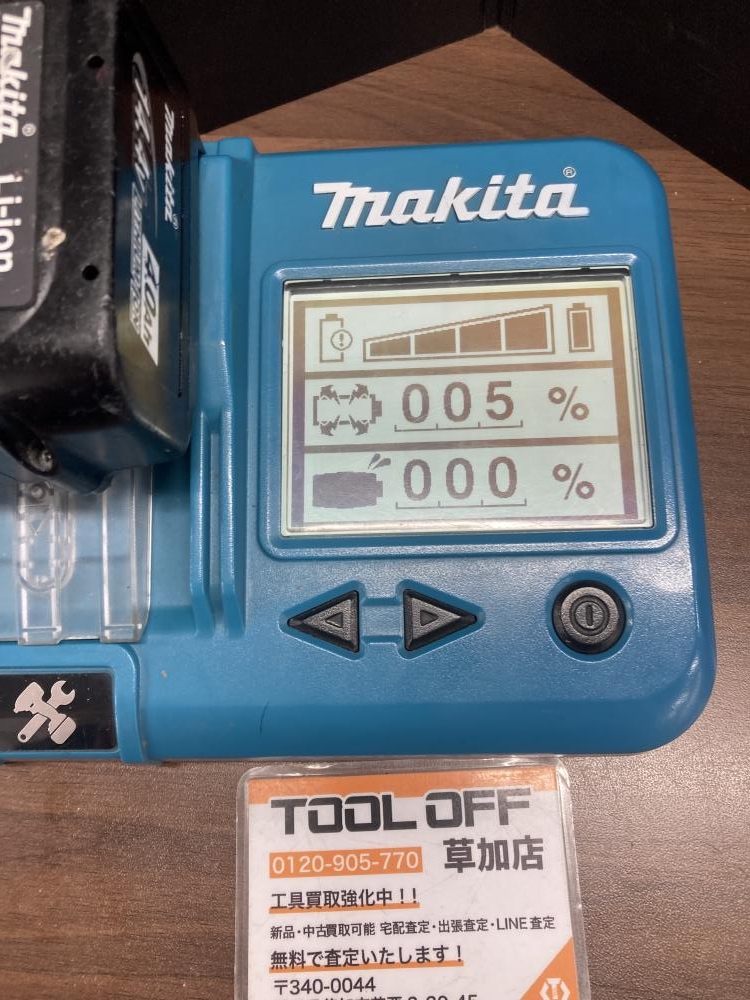 makita®
Li-ion
makita
14.4V
makita®
005 %
000 %
TOOL OFF
0120-905-770 草加店
工具買取強化中!!
新品・中古買取可能 宅配査定・出張査定・LINE査定
無料で査定いたします!
〒340-0044